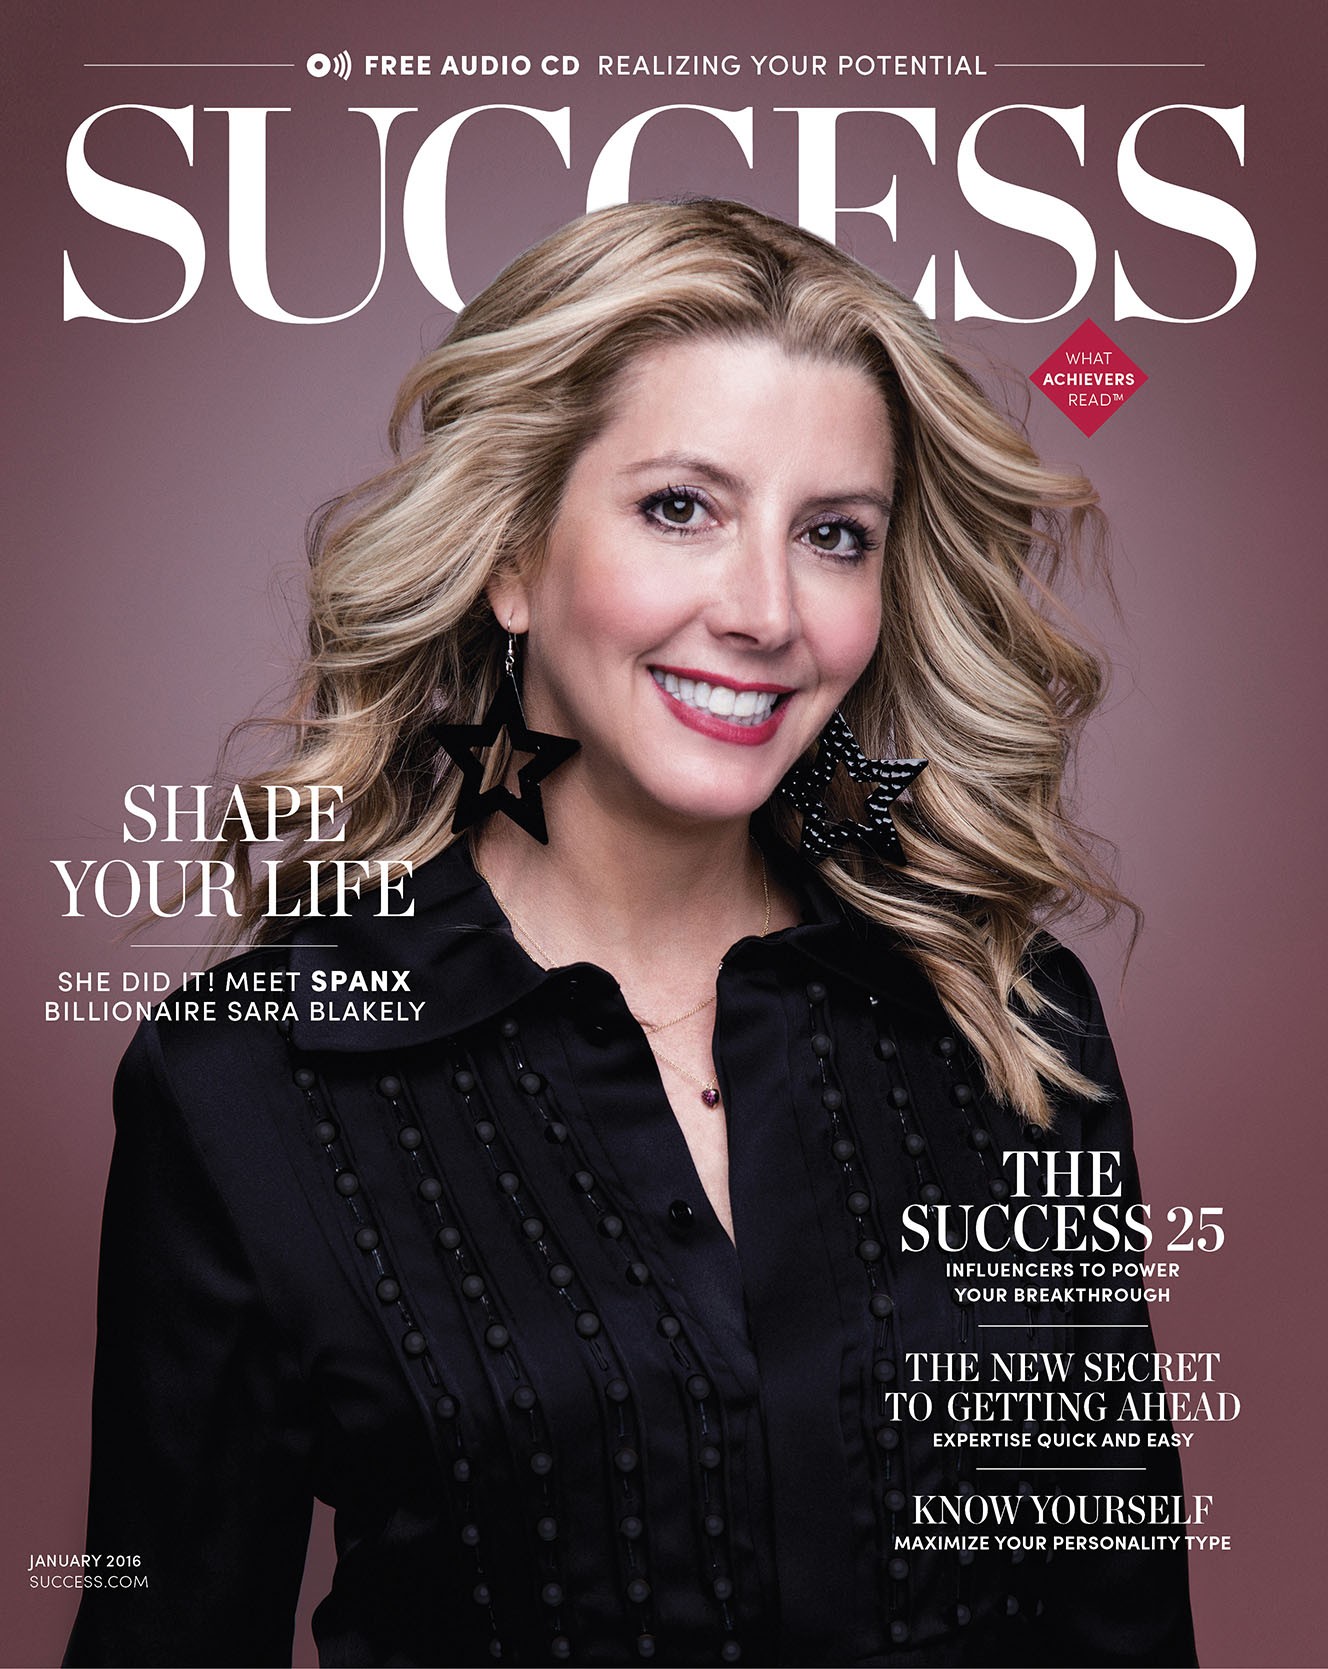 FREE AUDIO CD REALIZING YOUR POTENTIAL
SUCCESS
WHAT
ACHIEVERS
READ™
SHAPE
YOUR LIFE
SHE DID IT! MEET SPANX
BILLIONAIRE SARA BLAKELY
THE
SUCCESS 25
INFLUENCERS TO POWER
YOUR BREAKTHROUGH
THE NEW SECRET
TO GETTING AHEAD
EXPERTISE QUICK AND EASY
KNOW YOURSELF
MAXIMIZE YOUR PERSONALITY TYPE
JANUARY 2016
SUCCESS.COM